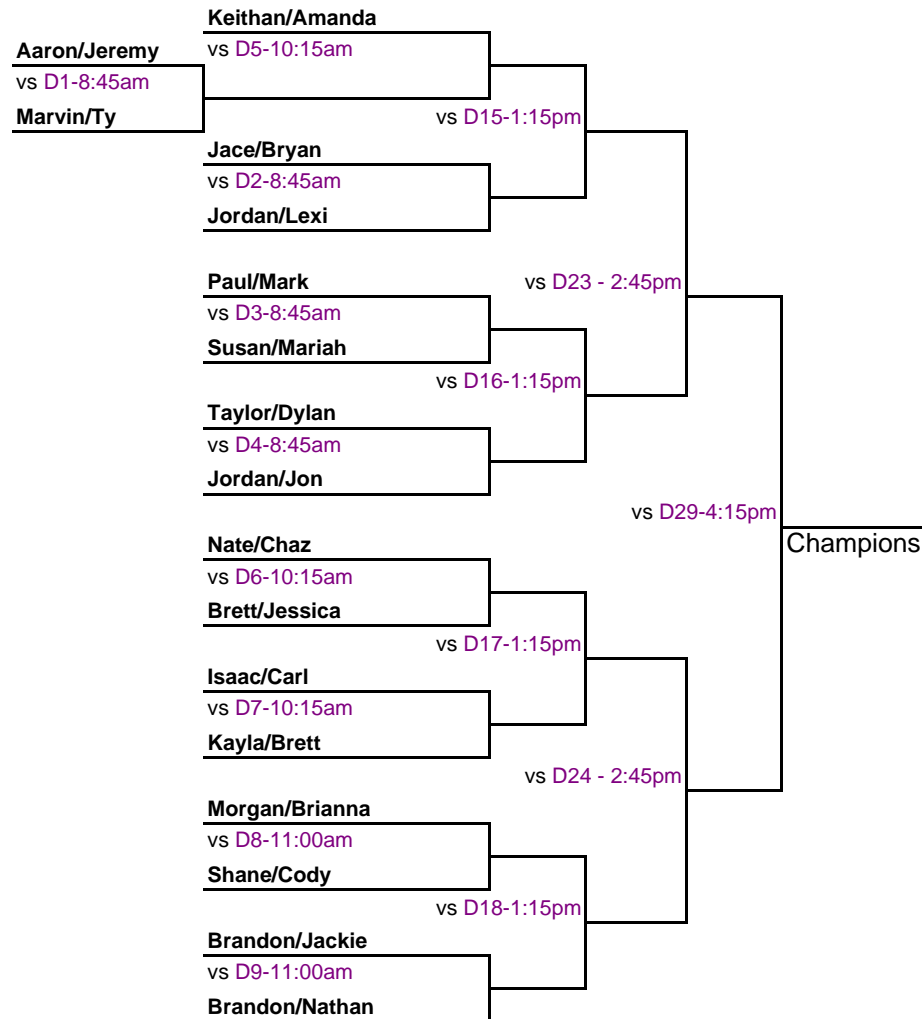 Keithan/Amanda
Aaron/Jeremy
vs D5-10:15am
vs D1-8:45am
Marvin/Ty
vs D15-1:15pm
Jace/Bryan
vs D2-8:45am
Jordan/Lexi
Paul/Mark
vs D23 - 2:45pm
vs D3-8:45am
Susan/Mariah
vs D16-1:15pm
Taylor/Dylan
vs D4-8:45am
Jordan/Jon
vs D29-4:15pm
Champions
Nate/Chaz
vs D6-10:15am
Brett/Jessica
vs D17-1:15pm
Isaac/Carl
vs D7-10:15am
Kayla/Brett
vs D24 - 2:45pm
Morgan/Brianna
vs D8-11:00am
Shane/Cody
vs D18-1:15pm
Brandon/Jackie
vs D9-11:00am
Brandon/Nathan